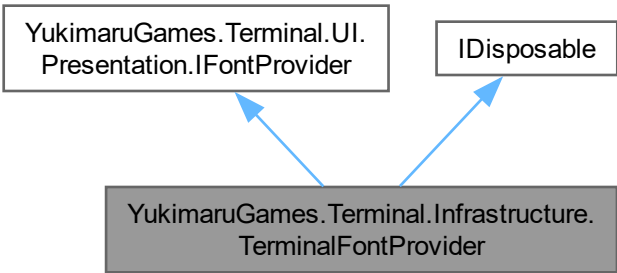 YukimaruGames.Terminal.UI.
Presentation.IFontProvider
IDisposable
YukimaruGames.Terminal.Infrastructure.
TerminalFontProvider